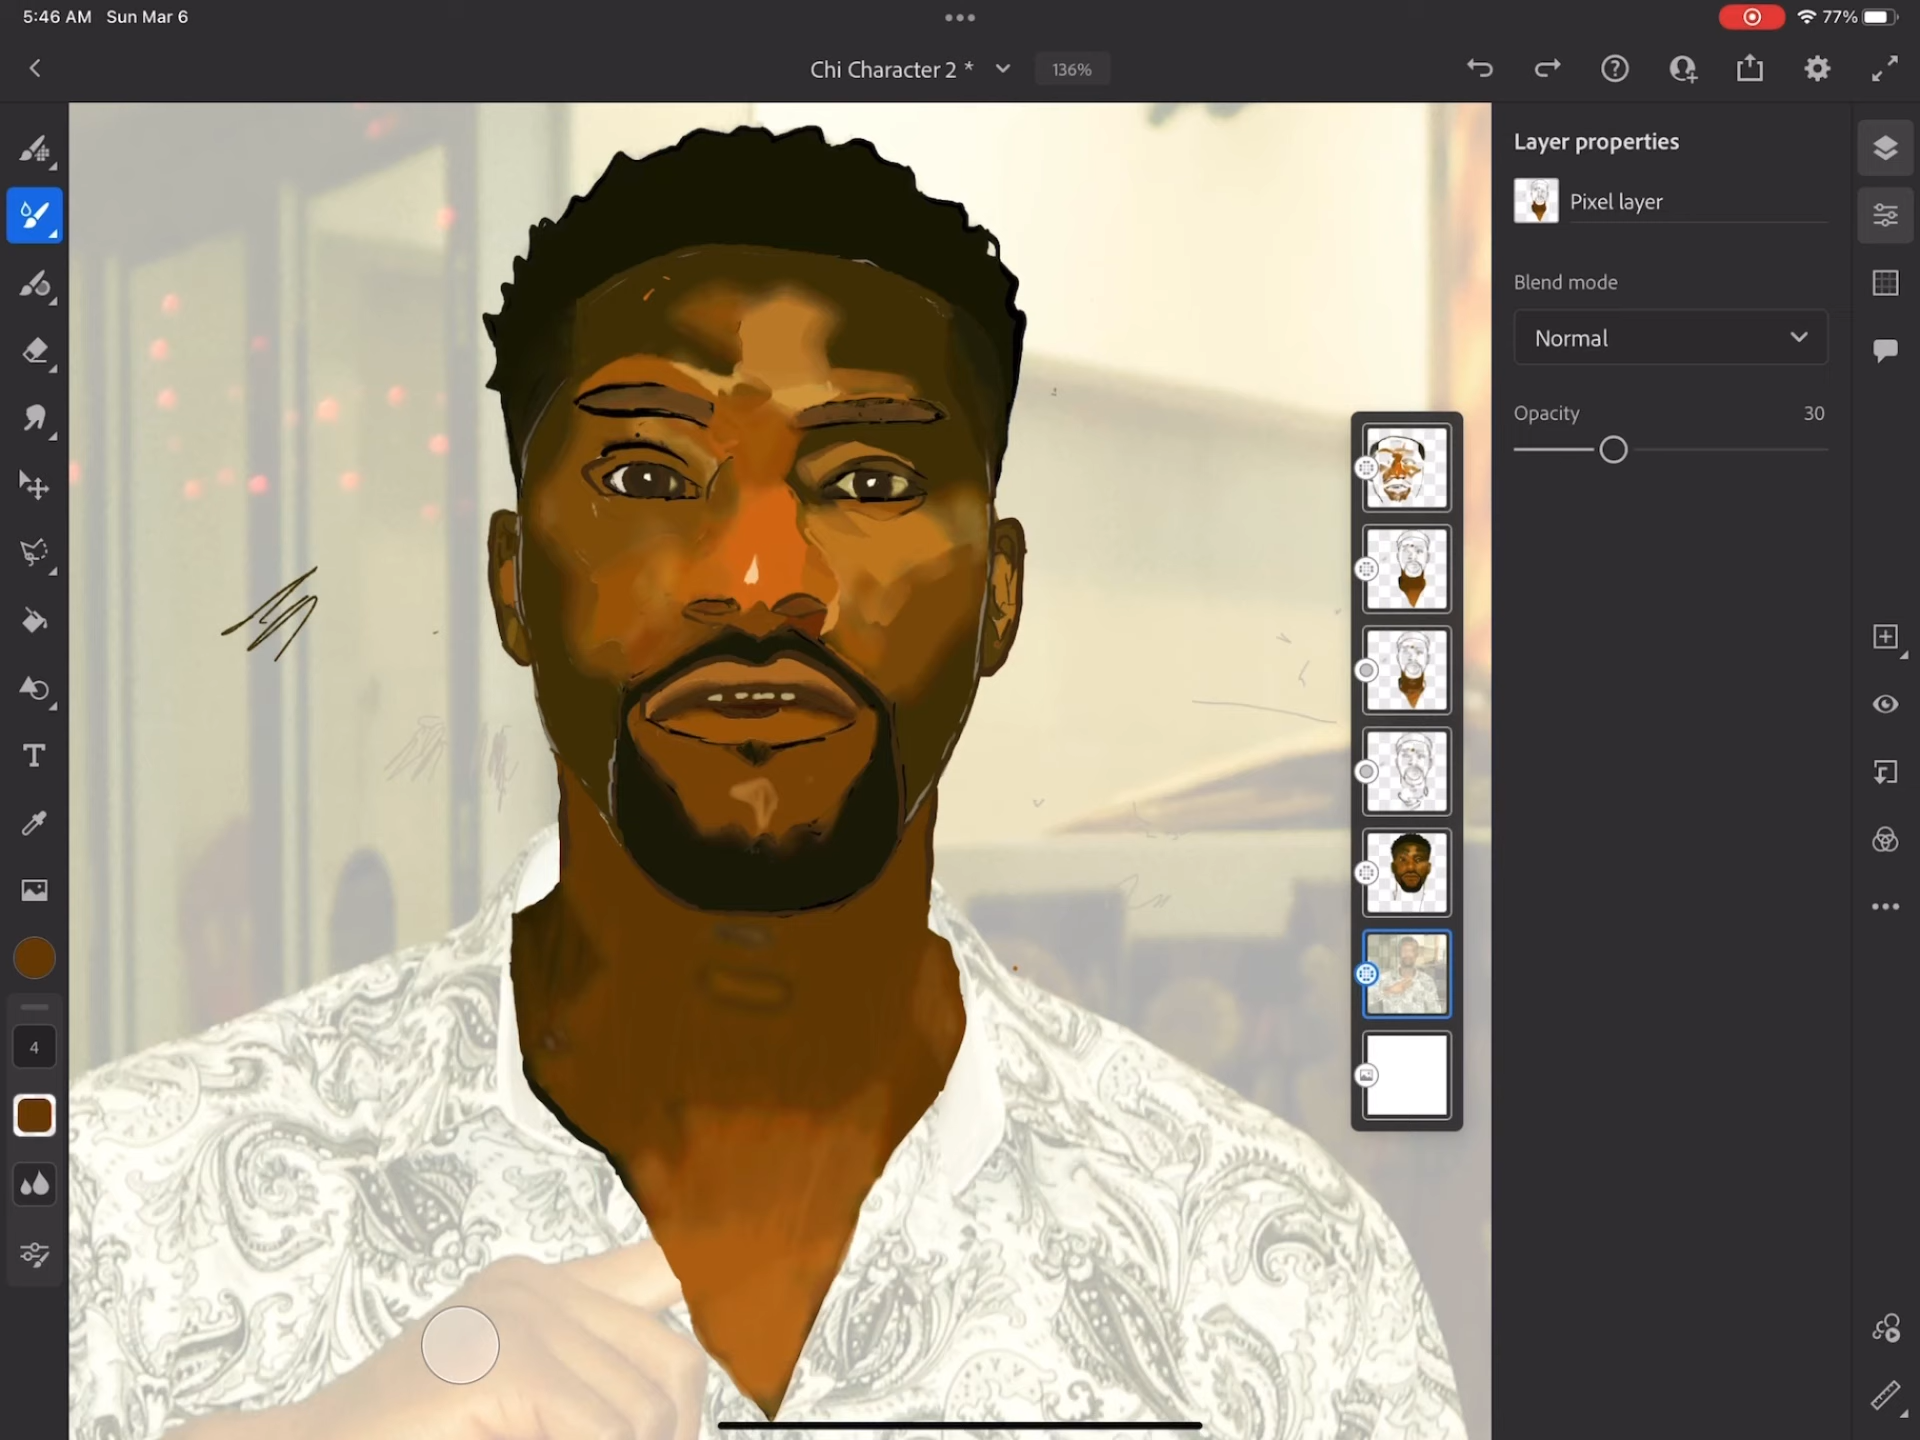 5:46 AM Sun Mar 6
77%
Chi Character 2 *
136%
Layer properties
Pixel layer
Blend mode
Normal
Opacity 30
T
4